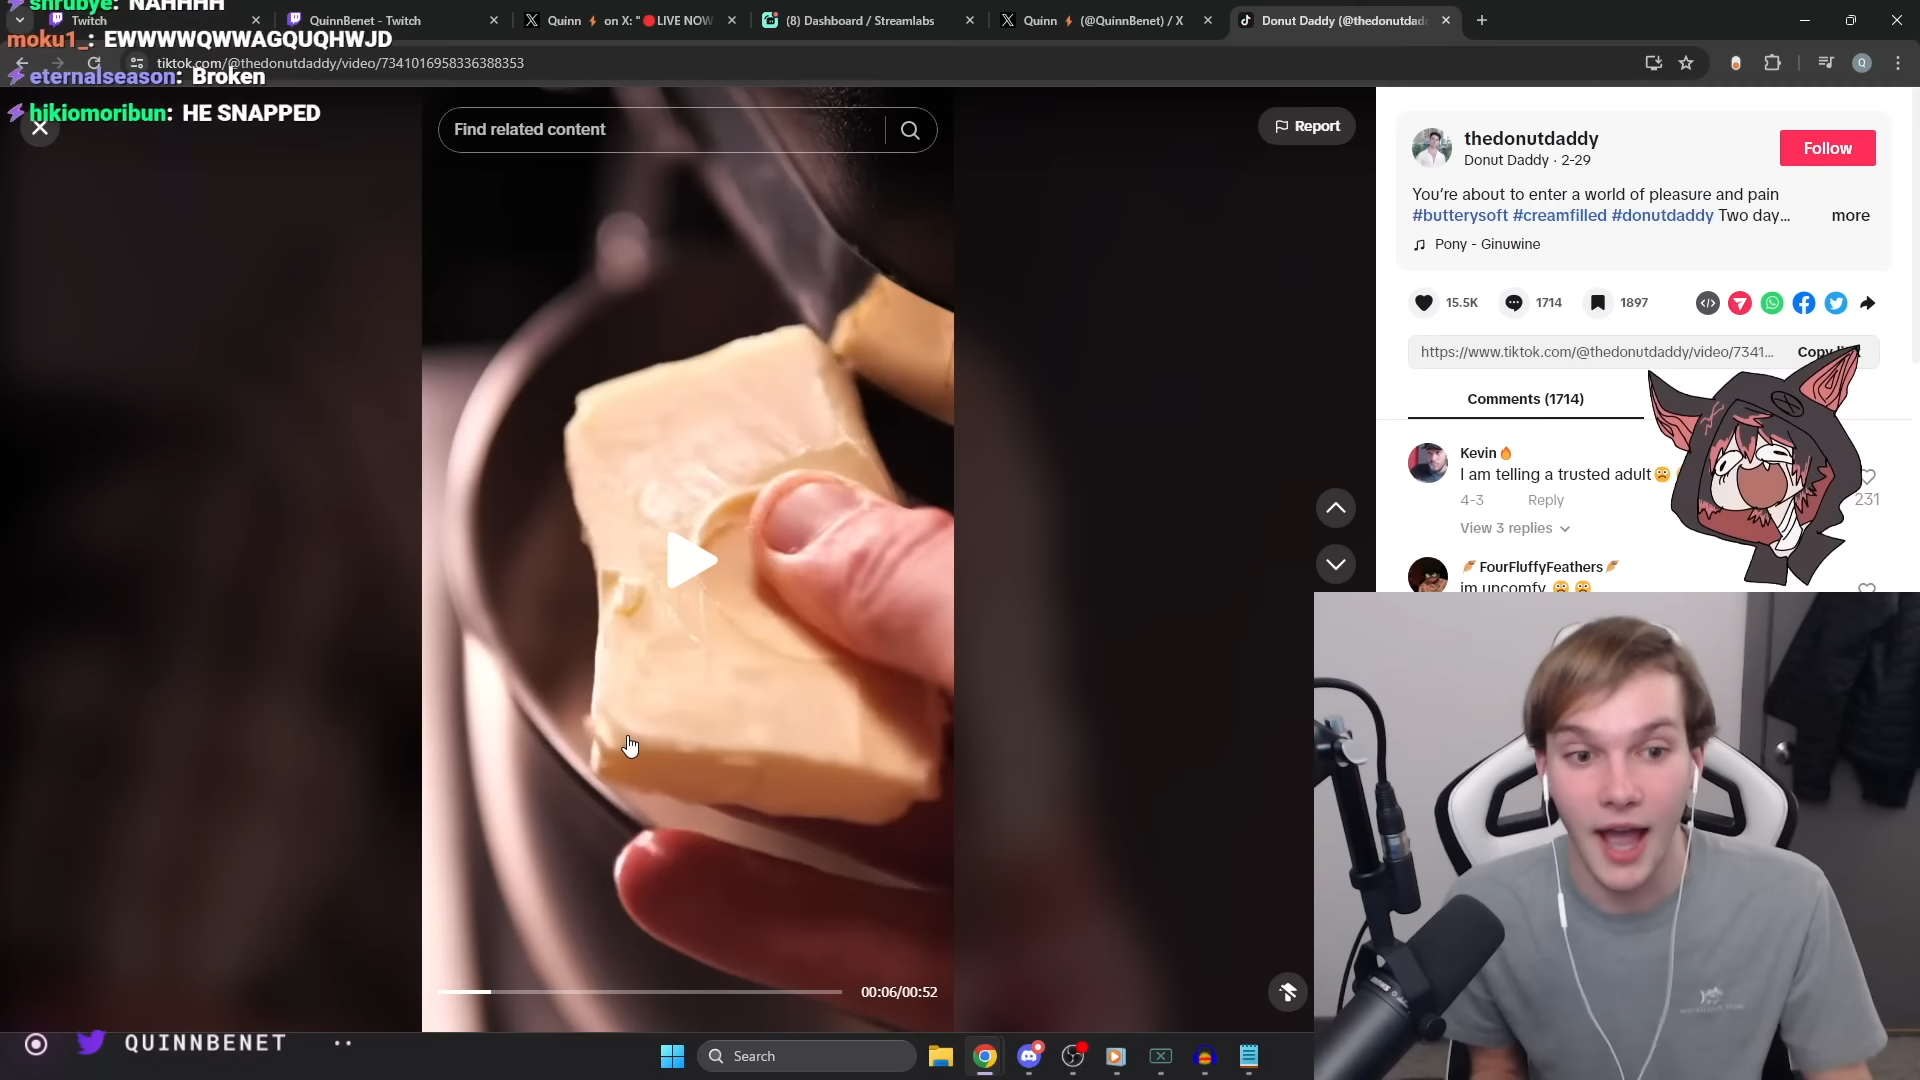 shrubye: NAHHHH
Twitch
QuinnBenet - Twitch
Quinn ⚡ on X: "🔴LIVE NOW
(8) Dashboard / Streamlabs
Quinn ⚡ (@QuinnBenet) / X
Donut Daddy (@thedonutdad
moku1_: EWWWWQWWAGQUQHWJD
tiktok.com/@thedonutdaddy/video/7341016958336388353
Q
eternalseason: Broken
hikiomoribun: HE SNAPPED
Find related content
Report
thedonutdaddy
Donut Daddy · 2-29
Follow
You're about to enter a world of pleasure and pain
#butterysoft #creamfilled #donutdaddy Two day...
more
Pony - Ginuwine
15.5K
1714
1897
https://www.tiktok.com/@thedonutdaddy/video/7341...
Comments (1714)
Kevin🔥
I am telling a trusted adult😟
231
4-3 Reply
View 3 replies
🪶FourFluffyFeathers🪶
im uncomfy 😟😟
00:06/00:52
QUINNBENET
Search